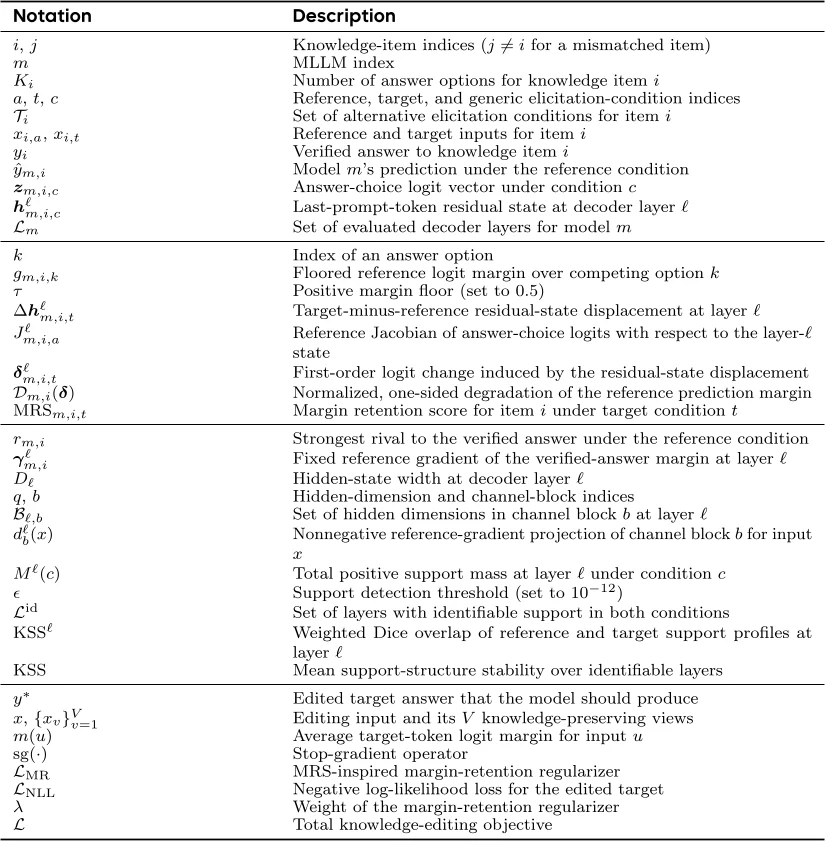 Notation Description
i, j Knowledge-item indices (j ≠ i for a mismatched item)
m MLLM index
K_i Number of answer options for knowledge item i
a, t, c Reference, target, and generic elicitation-condition indices
𝒯_i Set of alternative elicitation conditions for item i
x_{i,a}, x_{i,t} Reference and target inputs for item i
y_i Verified answer to knowledge item i
ŷ_{m,i} Model m's prediction under the reference condition
z_{m,i,c} Answer-choice logit vector under condition c
h^ℓ_{m,i,c} Last-prompt-token residual state at decoder layer ℓ
ℒ_m Set of evaluated decoder layers for model m
k Index of an answer option
g_{m,i,k} Floored reference logit margin over competing option k
τ Positive margin floor (set to 0.5)
Δh^ℓ_{m,i,t} Target-minus-reference residual-state displacement at layer ℓ
J^ℓ_{m,i,a} Reference Jacobian of answer-choice logits with respect to the layer-ℓ
state
δ^ℓ_{m,i,t} First-order logit change induced by the residual-state displacement
𝒟_{m,i}(δ) Normalized, one-sided degradation of the reference prediction margin
MRS_{m,i,t} Margin retention score for item i under target condition t
r_{m,i} Strongest rival to the verified answer under the reference condition
γ^ℓ_{m,i} Fixed reference gradient of the verified-answer margin at layer ℓ
D_ℓ Hidden-state width at decoder layer ℓ
q, b Hidden-dimension and channel-block indices
ℬ_{ℓ,b} Set of hidden dimensions in channel block b at layer ℓ
d^ℓ_b(x) Nonnegative reference-gradient projection of channel block b for input
x
M^ℓ(c) Total positive support mass at layer ℓ under condition c
ϵ Support detection threshold (set to 10^{−12})
ℒ^{id} Set of layers with identifiable support in both conditions
KSS^ℓ Weighted Dice overlap of reference and target support profiles at
layer ℓ
KSS Mean support-structure stability over identifiable layers
y* Edited target answer that the model should produce
x, {x_v}^V_{v=1} Editing input and its V knowledge-preserving views
m(u) Average target-token logit margin for input u
sg(·) Stop-gradient operator
ℒ_{MR} MRS-inspired margin-retention regularizer
ℒ_{NLL} Negative log-likelihood loss for the edited target
λ Weight of the margin-retention regularizer
ℒ Total knowledge-editing objective